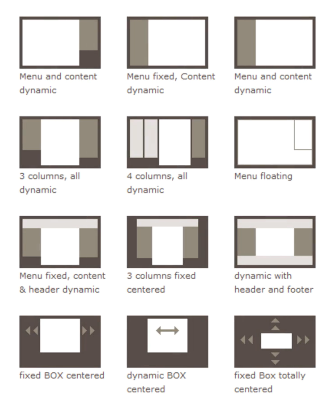 Menu and content
dynamic
Menu fixed, Content
dynamic
Menu and content
dynamic
3 columns, all
dynamic
4 columns, all
dynamic
Menu floating
Menu fixed, content
& header dynamic
3 columns fixed
centered
dynamic with
header and footer
fixed BOX centered
dynamic BOX
centered
fixed Box totally
centered